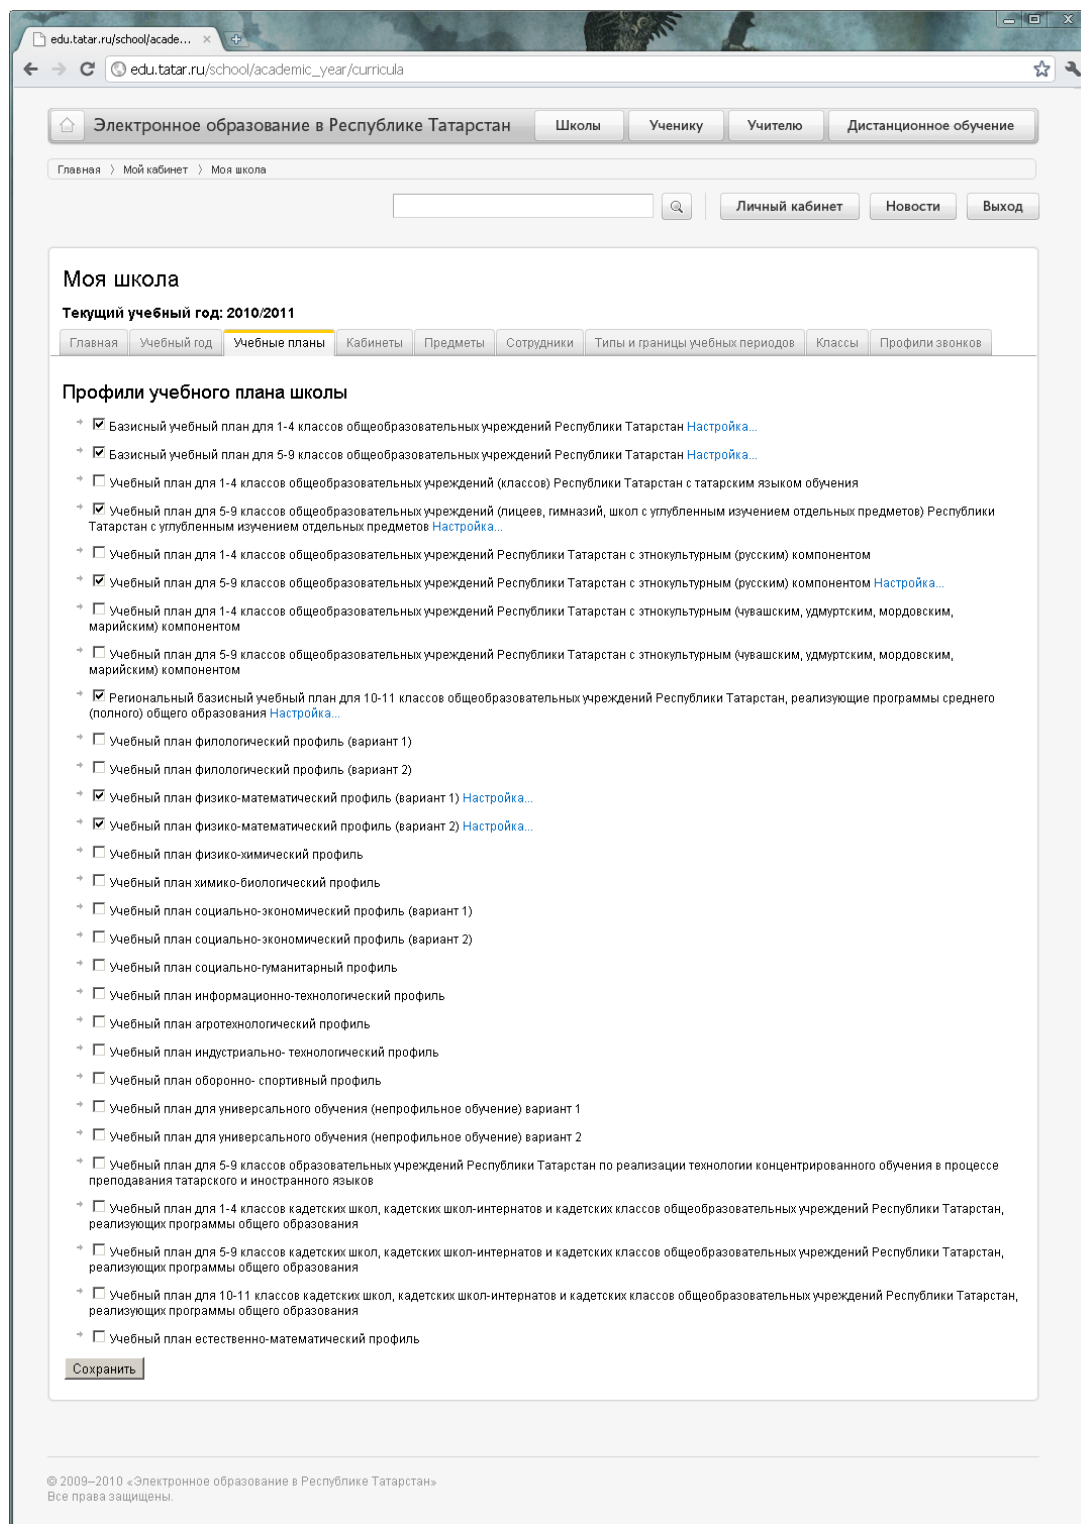 edu.tatar.ru/school/acade...
edu.tatar.ru/school/academic_year/curricula
Электронное образование в Республике Татарстан Школы Ученику Учителю Дистанционное обучение
Главная Мой кабинет Моя школа
Личный кабинет Новости Выход
Моя школа
Текущий учебный год: 2010/2011
Главная Учебный год Учебные планы Кабинеты Предметы Сотрудники Типы и границы учебных периодов Классы Профили звонков
Профили учебного плана школы
Базисный учебный план для 1-4 классов общеобразовательных учреждений Республики Татарстан Настройка...
Базисный учебный план для 5-9 классов общеобразовательных учреждений Республики Татарстан Настройка...
Учебный план для 1-4 классов общеобразовательных учреждений (классов) Республики Татарстан с татарским языком обучения
Учебный план для 5-9 классов общеобразовательных учреждений (лицеев, гимназий, школ с углубленным изучением отдельных предметов) Республики
Татарстан с углубленным изучением отдельных предметов Настройка...
Учебный план для 1-4 классов общеобразовательных учреждений Республики Татарстан с этнокультурным (русским) компонентом
Учебный план для 5-9 классов общеобразовательных учреждений Республики Татарстан с этнокультурным (русским) компонентом Настройка...
Учебный план для 1-4 классов общеобразовательных учреждений Республики Татарстан с этнокультурным (чувашским, удмуртским, мордовским,
марийским) компонентом
Учебный план для 5-9 классов общеобразовательных учреждений Республики Татарстан с этнокультурным (чувашским, удмуртским, мордовским,
марийским) компонентом
Региональный базисный учебный план для 10-11 классов общеобразовательных учреждений Республики Татарстан, реализующие программы среднего
(полного) общего образования Настройка...
Учебный план филологический профиль (вариант 1)
Учебный план филологический профиль (вариант 2)
Учебный план физико-математический профиль (вариант 1) Настройка...
Учебный план физико-математический профиль (вариант 2) Настройка...
Учебный план физико-химический профиль
Учебный план химико-биологический профиль
Учебный план социально-экономический профиль (вариант 1)
Учебный план социально-экономический профиль (вариант 2)
Учебный план социально-гуманитарный профиль
Учебный план информационно-технологический профиль
Учебный план агротехнологический профиль
Учебный план индустриально- технологический профиль
Учебный план оборонно- спортивный профиль
Учебный план для универсального обучения (непрофильное обучение) вариант 1
Учебный план для универсального обучения (непрофильное обучение) вариант 2
Учебный план для 5-9 классов образовательных учреждений Республики Татарстан по реализации технологии концентрированного обучения в процессе
преподавания татарского и иностранного языков
Учебный план для 1-4 классов кадетских школ, кадетских школ-интернатов и кадетских классов общеобразовательных учреждений Республики Татарстан,
реализующих программы общего образования
Учебный план для 5-9 классов кадетских школ, кадетских школ-интернатов и кадетских классов общеобразовательных учреждений Республики Татарстан,
реализующих программы общего образования
Учебный план для 10-11 классов кадетских школ, кадетских школ-интернатов и кадетских классов общеобразовательных учреждений Республики Татарстан,
реализующих программы общего образования
Учебный план естественно-математический профиль
Сохранить
© 2009–2010 «Электронное образование в Республике Татарстан»
Все права защищены.